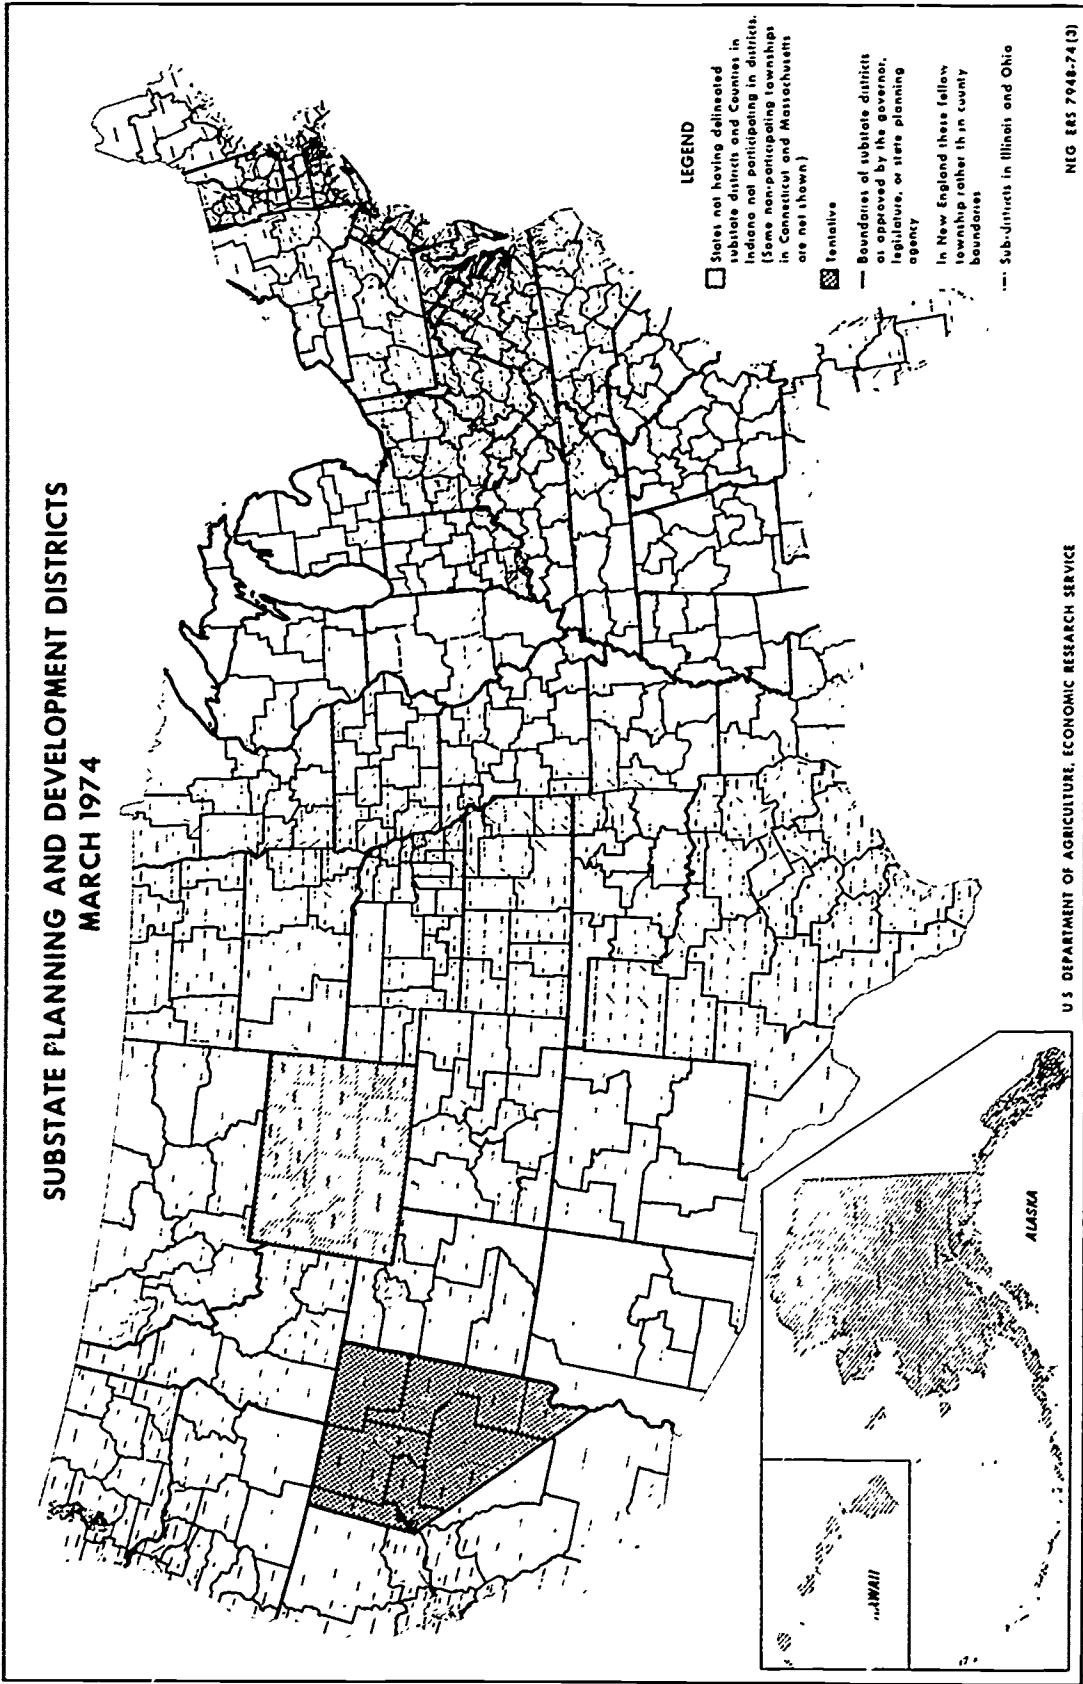 SUBSTATE PLANNING AND DEVELOPMENT DISTRICTS
MARCH 1974
LEGEND
States not having delineated
substate districts and Counties in
Indiana not participating in districts.
(Some non-participating townships
in Connecticut and Massachusetts
are not shown)
Tentative
Boundaries of substate districts
as approved by the governor,
legislature, or state planning
agency
In New England these follow
township rather than county
boundaries
Sub-districts in Illinois and Ohio
HAWAII
ALASKA
US DEPARTMENT OF AGRICULTURE, ECONOMIC RESEARCH SERVICE
NEG ERS 7948-74 (3)